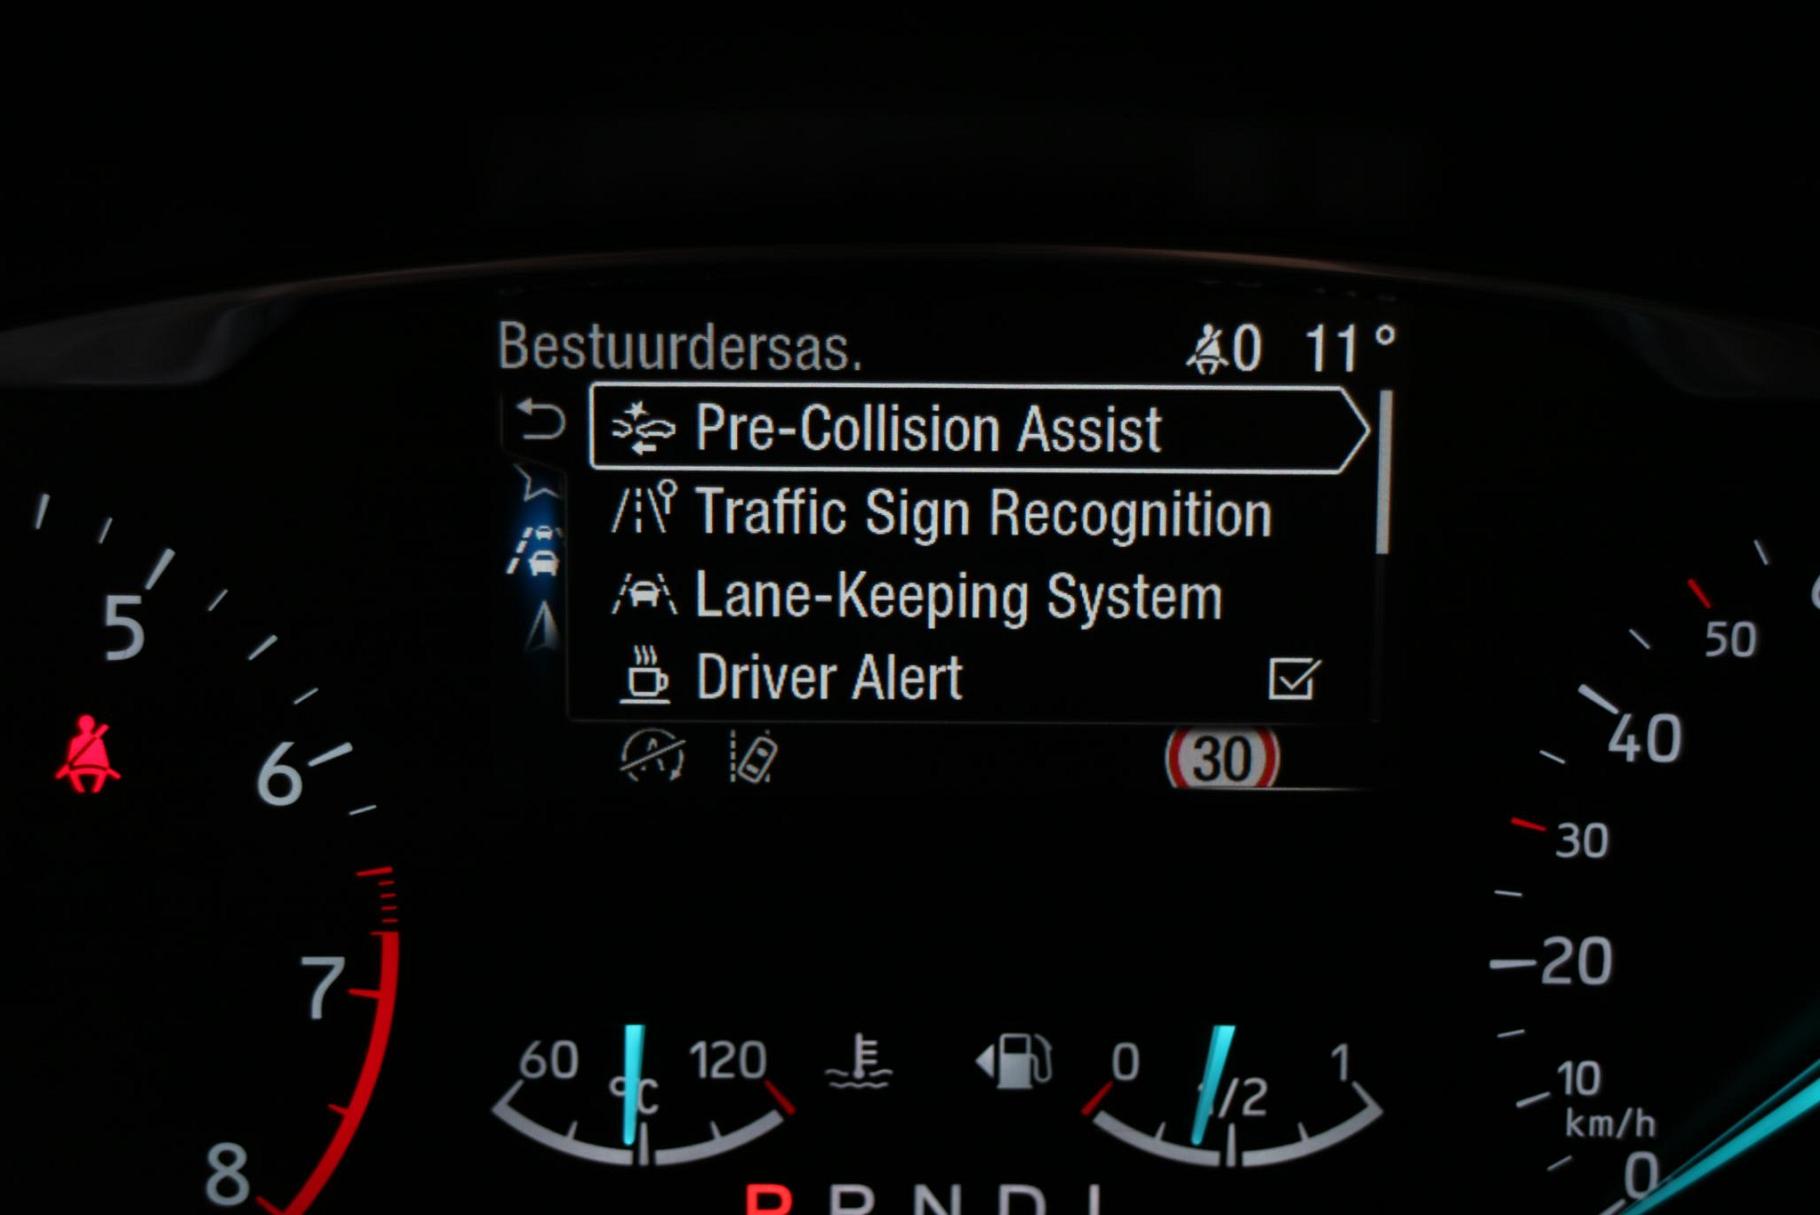 Bestuurdersas.
0 11°
Pre-Collision Assist
Traffic Sign Recognition
Lane-Keeping System
Driver Alert
30
5
6
7
8
50
40
30
20
10
km/h
0
60 120
°C
0 1
1/2
P R N D L